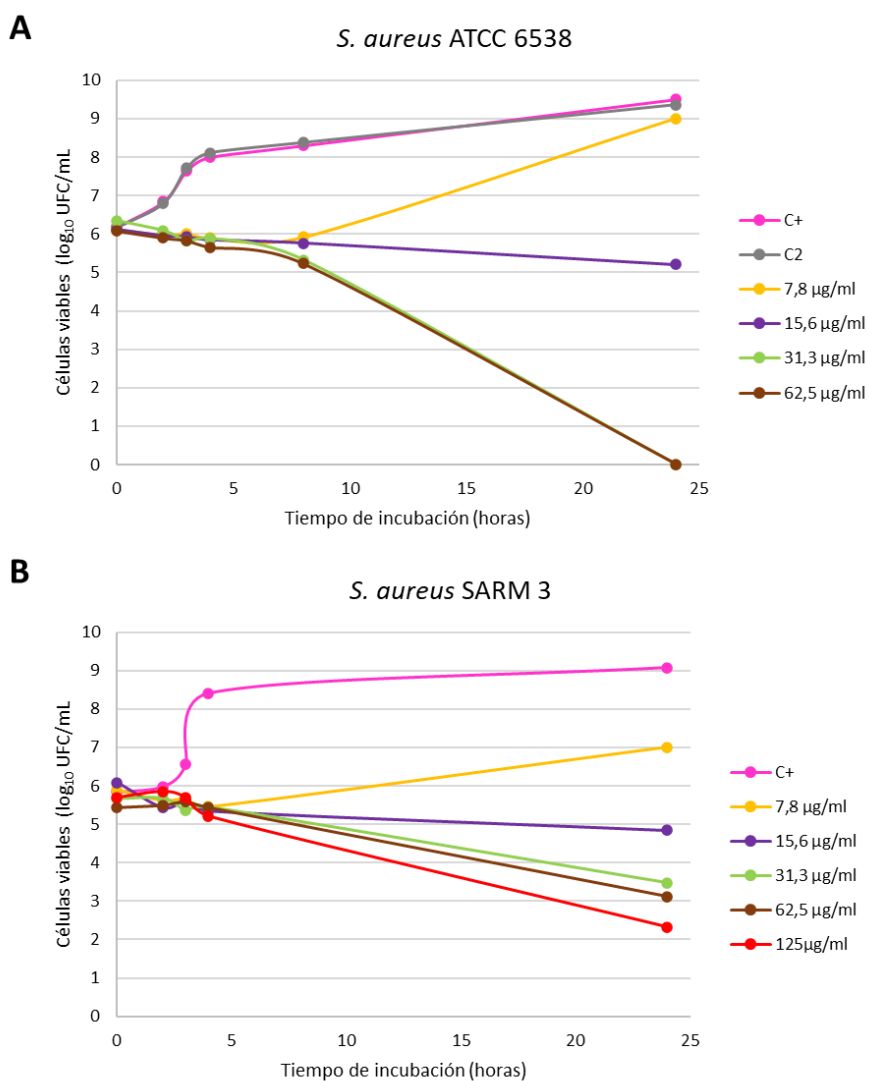 A
S. aureus ATCC 6538
Células viables (log₁₀ UFC/mL
10
9
8
7
6
5
4
3
2
1
0
0 5 10 15 20 25
Tiempo de incubación (horas)
C+
C2
7,8 µg/ml
15,6 µg/ml
31,3 µg/ml
62,5 µg/ml
B
S. aureus SARM 3
Células viables (log₁₀ UFC/mL
10
9
8
7
6
5
4
3
2
1
0
0 5 10 15 20 25
Tiempo de incubación (horas)
C+
7,8 µg/ml
15,6 µg/ml
31,3 µg/ml
62,5 µg/ml
125µg/ml